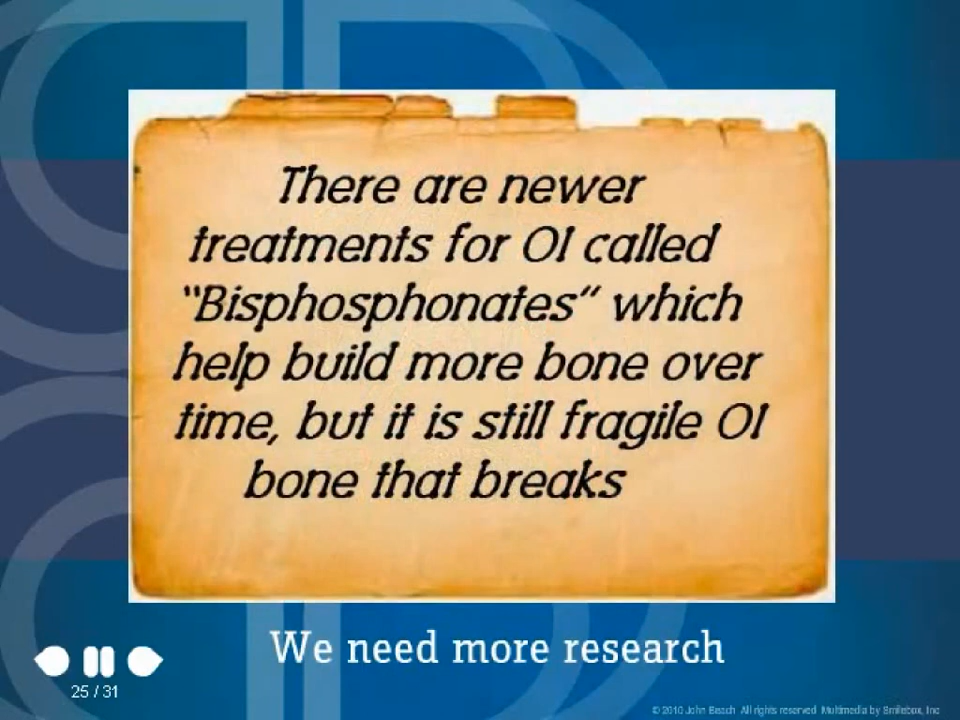 There are newer
treatments for OI called
“Bisphosphonates” which
help build more bone over
time, but it is still fragile OI
bone that breaks
We need more research
25 / 31
© 2010 John Beach All rights reserved Multimedia by Smilebox, Inc